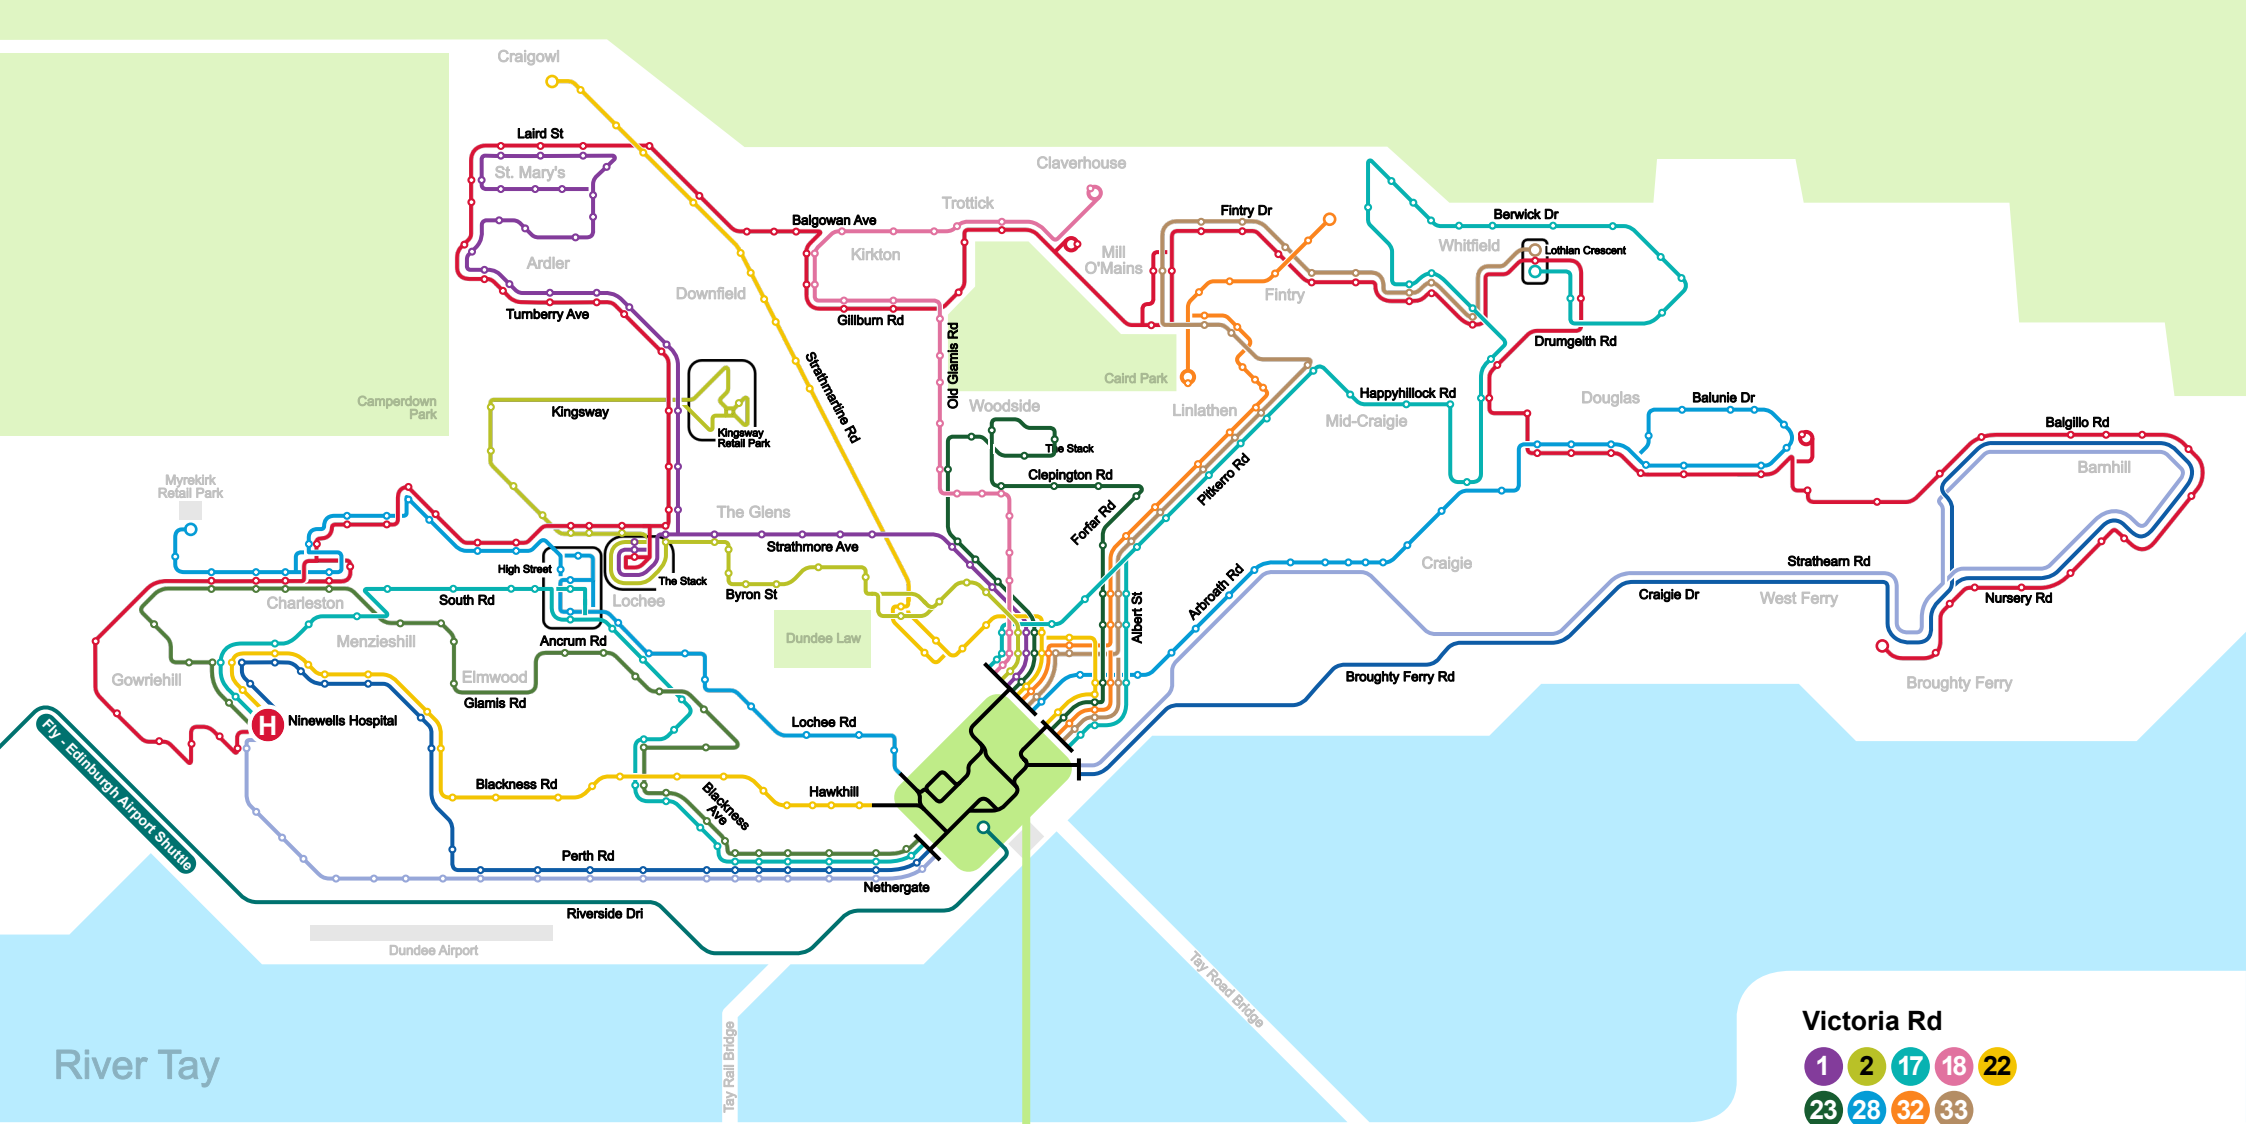 Craigowl
Laird St
St. Mary's
Ardler
Turnberry Ave
Downfield
Balgowan Ave
Kirkton
Gillburn Rd
Trottick
Claverhouse
Mill
O'Mains
Fintry Dr
Fintry
Berwick Dr
Whitfield
Lothian Crescent
Drumgeith Rd
Old Glamis Rd
Strathmartine Rd
Caird Park
Camperdown
Park
Kingsway
Kingsway
Retail Park
Woodside
The Stack
Clepington Rd
Forfar Rd
Linlathen
Pitkerro Rd
Happyhillock Rd
Mid-Craigie
Douglas
Balunie Dr
Balgillo Rd
Barnhill
Myrekirk
Retail Park
The Glens
Strathmore Ave
High Street
The Stack
Lochee
Byron St
Charleston
South Rd
Menzieshill
Ancrum Rd
Dundee Law
Albert St
Arbroath Rd
Craigie
Strathearn Rd
Craigie Dr
West Ferry
Nursery Rd
Broughty Ferry Rd
Broughty Ferry
Gowriehill
Elmwood
Glamis Rd
H
Ninewells Hospital
Lochee Rd
Fly - Edinburgh Airport Shuttle
Blackness Rd
Blackness
Ave
Hawkhill
Perth Rd
Nethergate
Riverside Dri
Dundee Airport
Tay Road Bridge
Tay Rail Bridge
River Tay
Victoria Rd
1 2 17 18 22
23 28 32 33